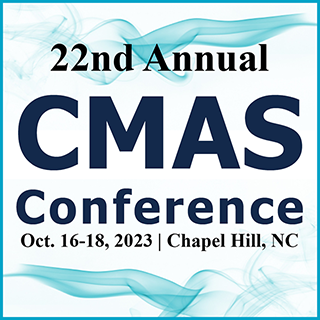 22nd Annual
CMAS
Conference
Oct. 16-18, 2023 | Chapel Hill, NC